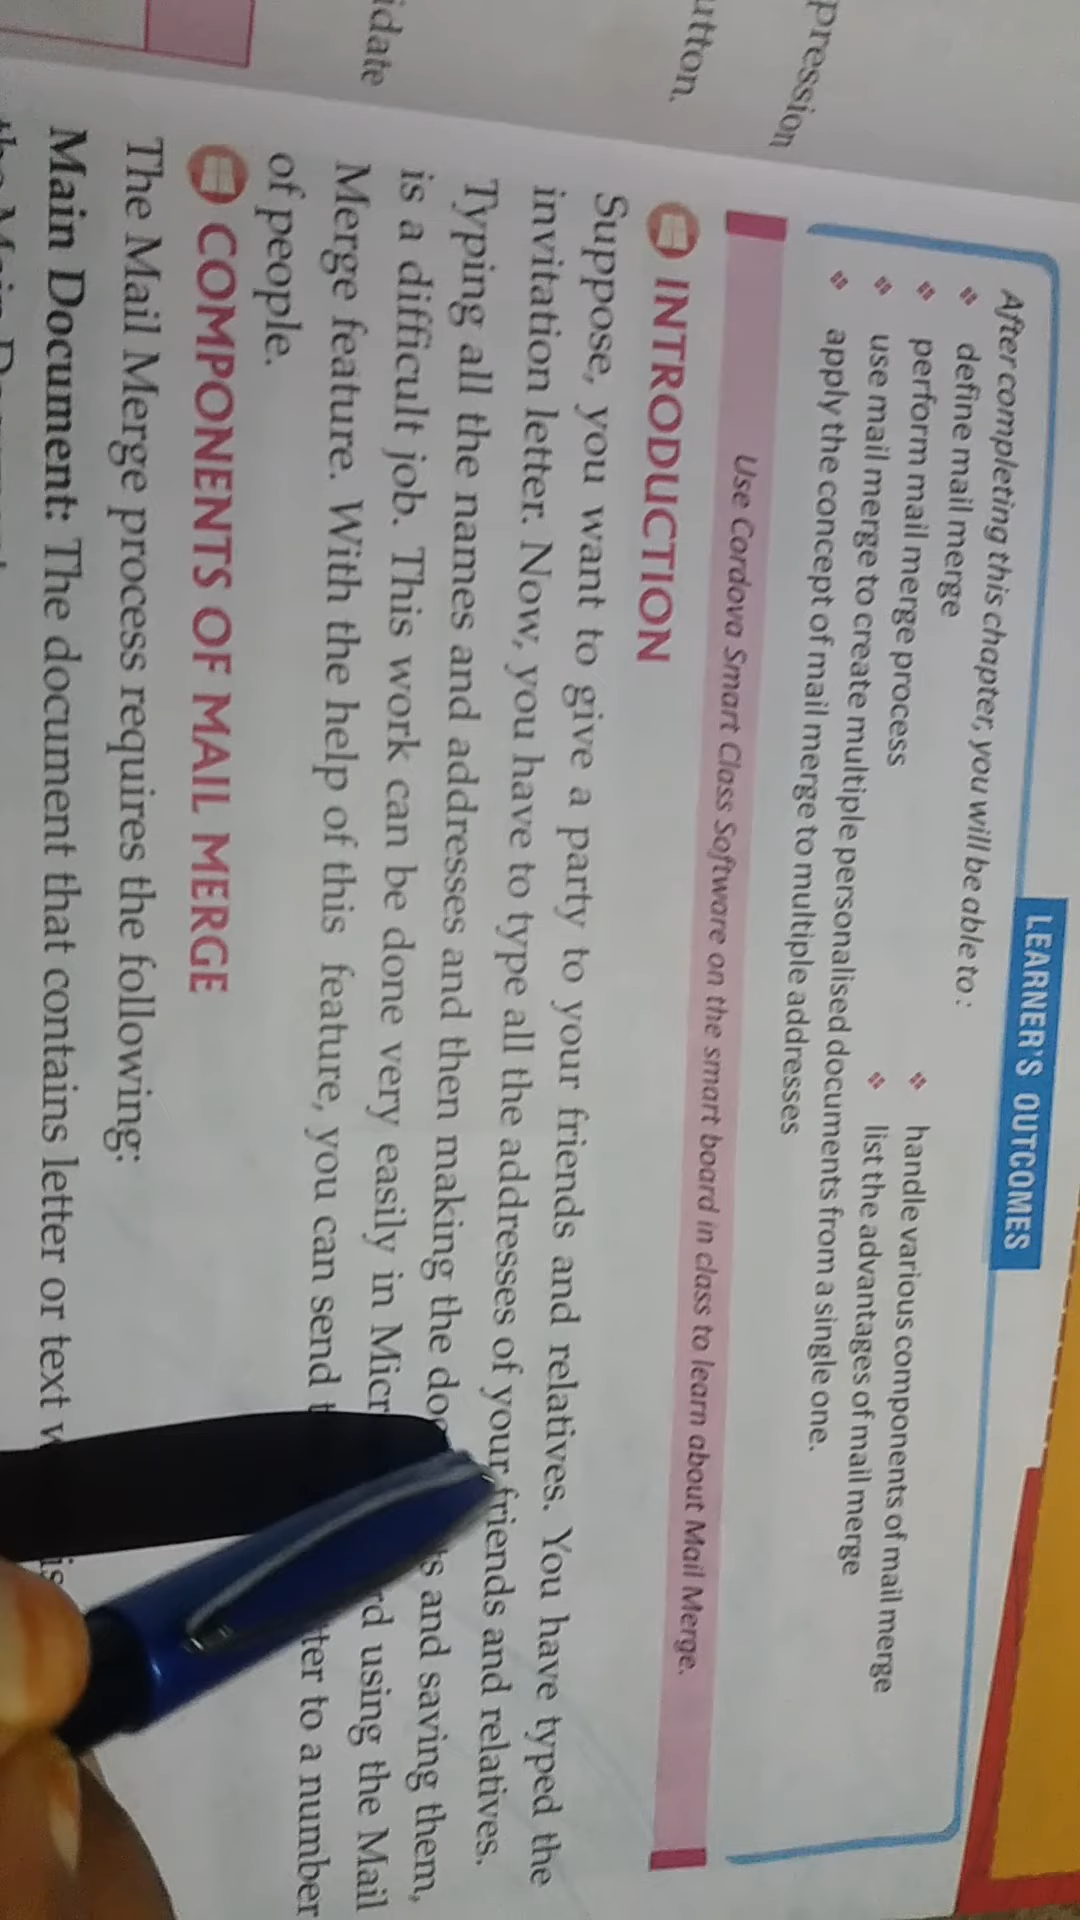 pression
utton.
idate
LEARNER'S OUTCOMES
After completing this chapter, you will be able to :
define mail merge
perform mail merge process
use mail merge to create multiple personalised documents from a single one.
apply the concept of mail merge to multiple addresses
handle various components of mail merge
list the advantages of mail merge
Use Cordova Smart Class Software on the smart board in class to learn about Mail Merge.
INTRODUCTION
Suppose, you want to give a party to your friends and relatives. You have typed the
invitation letter. Now, you have to type all the addresses of your friends and relatives.
Typing all the names and addresses and then making the doc ts and saving them,
is a difficult job. This work can be done very easily in Micr rd using the Mail
Merge feature. With the help of this feature, you can send t ter to a number
of people.
COMPONENTS OF MAIL MERGE
The Mail Merge process requires the following:
Main Document: The document that contains letter or text w is